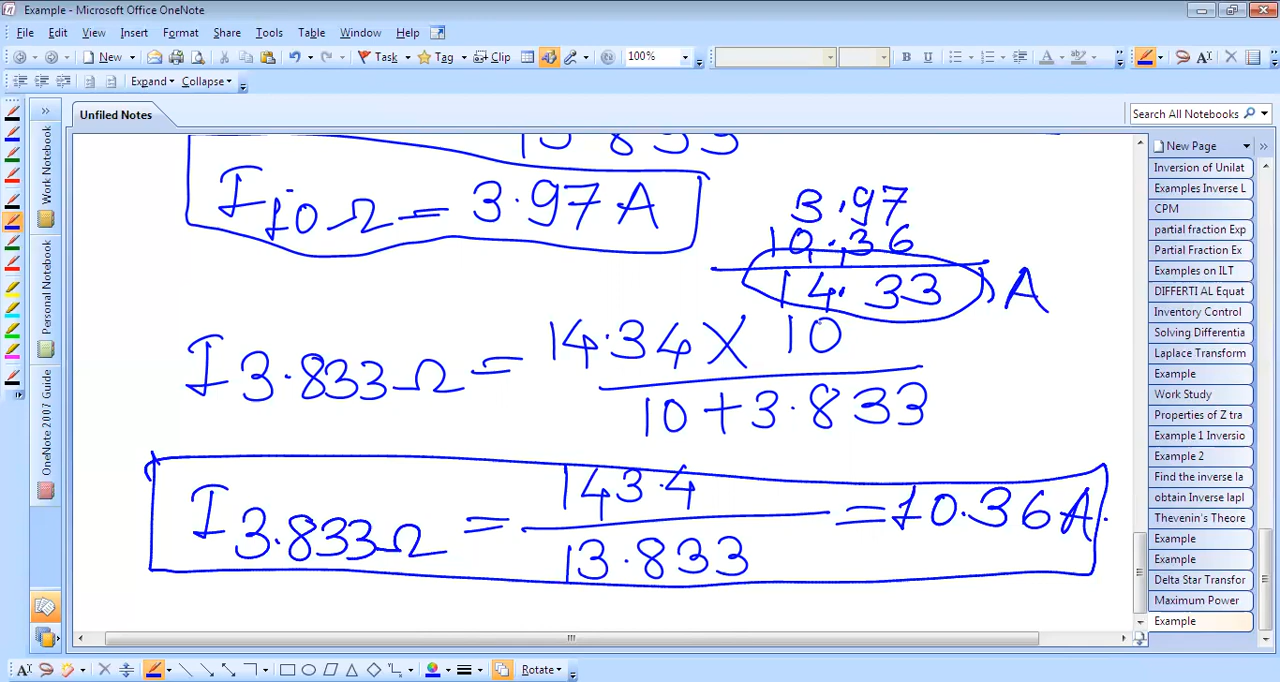 Example - Microsoft Office OneNote
File Edit View Insert Format Share Tools Table Window Help
New Task Tag Clip 100% B I U
Expand Collapse
Unfiled Notes
Search All Notebooks
Work Notebook
Personal Notebook
OneNote 2007 Guide
I10Ω = 3.97 A
3.97
10.36
14.33 A
I3.833Ω = 14.34 X 10
10 + 3.833
I3.833Ω = 143.4 = 10.36 A.
13.833
New Page
Inversion of Unilat
Examples Inverse L
CPM
partial fraction Exp
Partial Fraction Ex
Examples on ILT
DIFFERTI AL Equat
Inventory Control
Solving Differentia
Laplace Transform
Example
Work Study
Properties of Z tra
Example 1 Inversio
Example 2
Find the inverse la
obtain Inverse lapl
Thevenin's Theore
Example
Example
Delta Star Transfor
Maximum Power
Example
Rotate